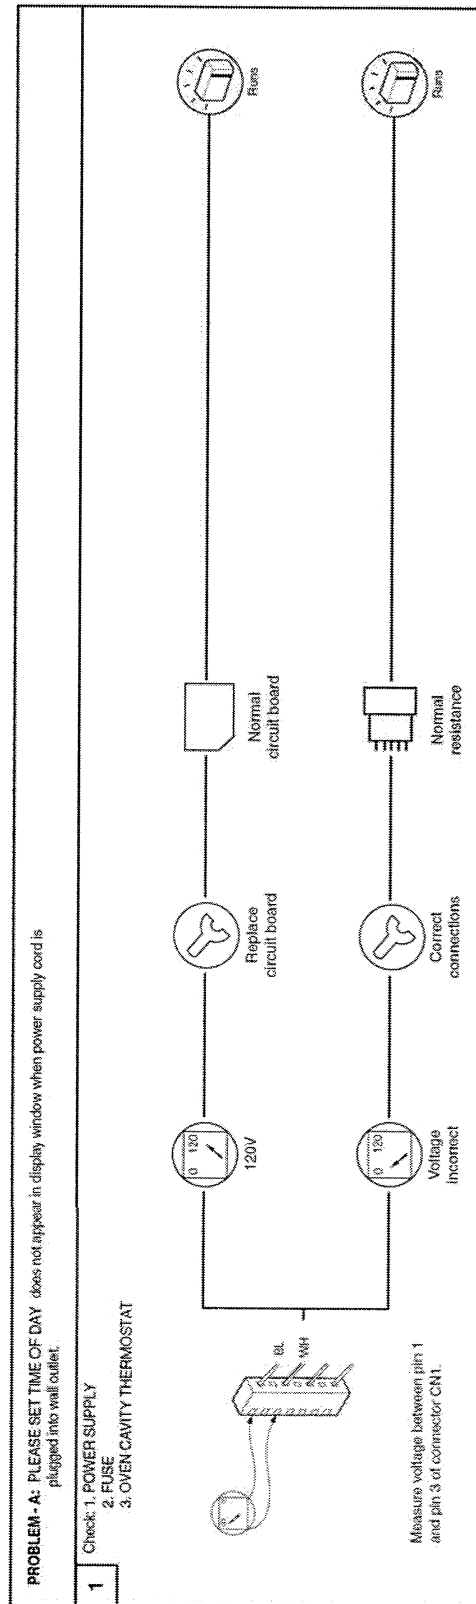 PROBLEM - A: PLEASE SET TIME OF DAY does not appear in display window when power supply cord is
plugged into wall outlet.
1
Check: 1. POWER SUPPLY
2. FUSE
3. OVEN CAVITY THERMOSTAT
BL
WH
Measure voltage between pin 1
and pin 3 of connector CN1.
0 120
120V
Replace
circuit board
Normal
circuit board
Runs
0 120
Voltage
incorrect
Correct
connections
Normal
resistance
Runs